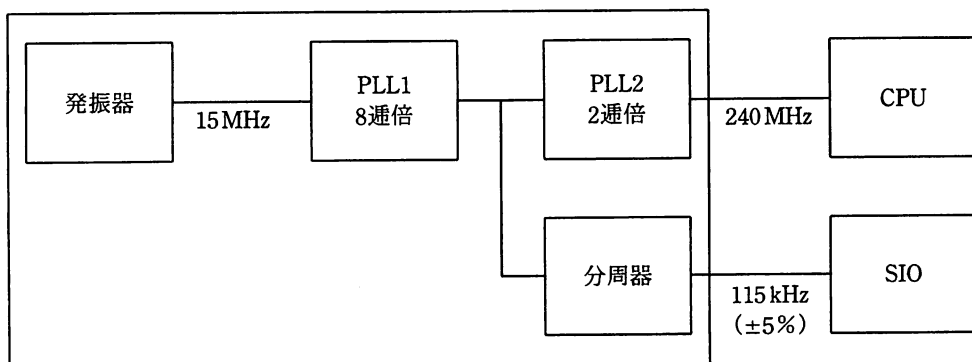 発振器
15MHz
PLL1
8逓倍
PLL2
2逓倍
240MHz
CPU
分周器
115kHz
(±5%)
SIO